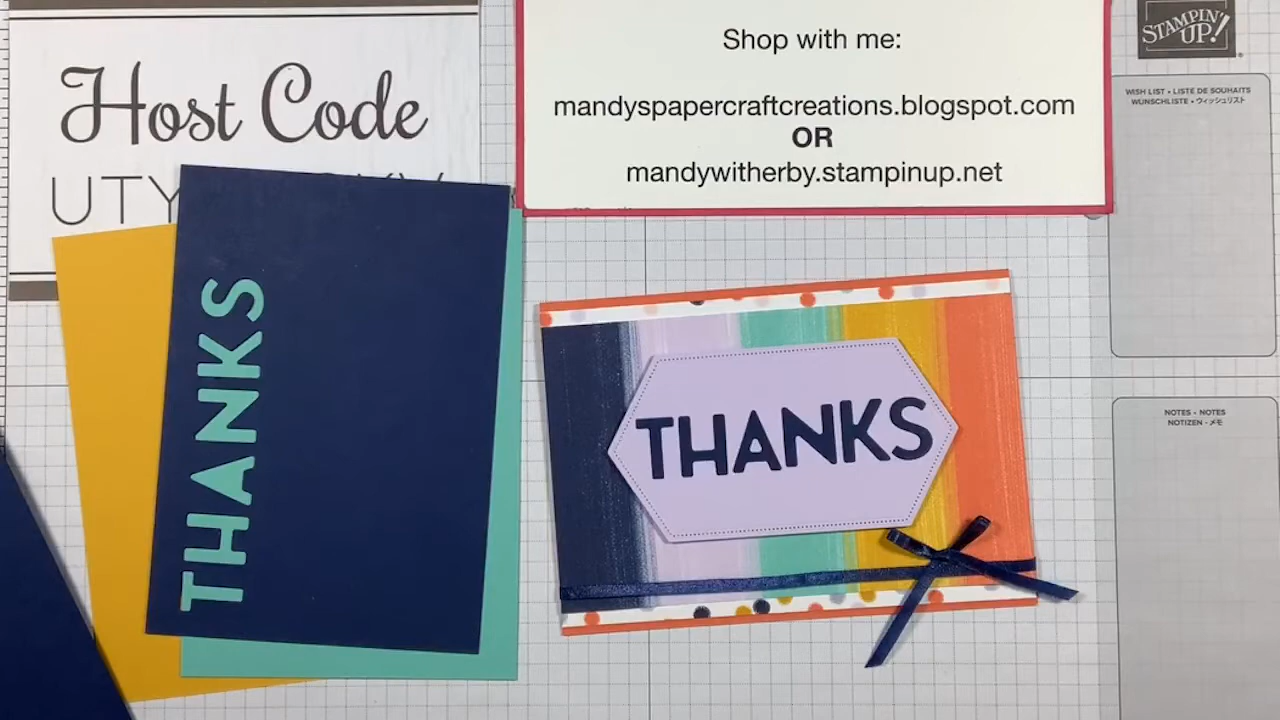 Host Code
Shop with me:
mandyspapercraftcreations.blogspot.com
OR
mandywitherby.stampinup.net
STAMPIN' UP!
WISH LIST • LISTE DE SOUHAITS
WUNSCHLISTE • ウィッシュリスト
THANKS
THANKS
NOTES • NOTES
NOTIZEN • メモ